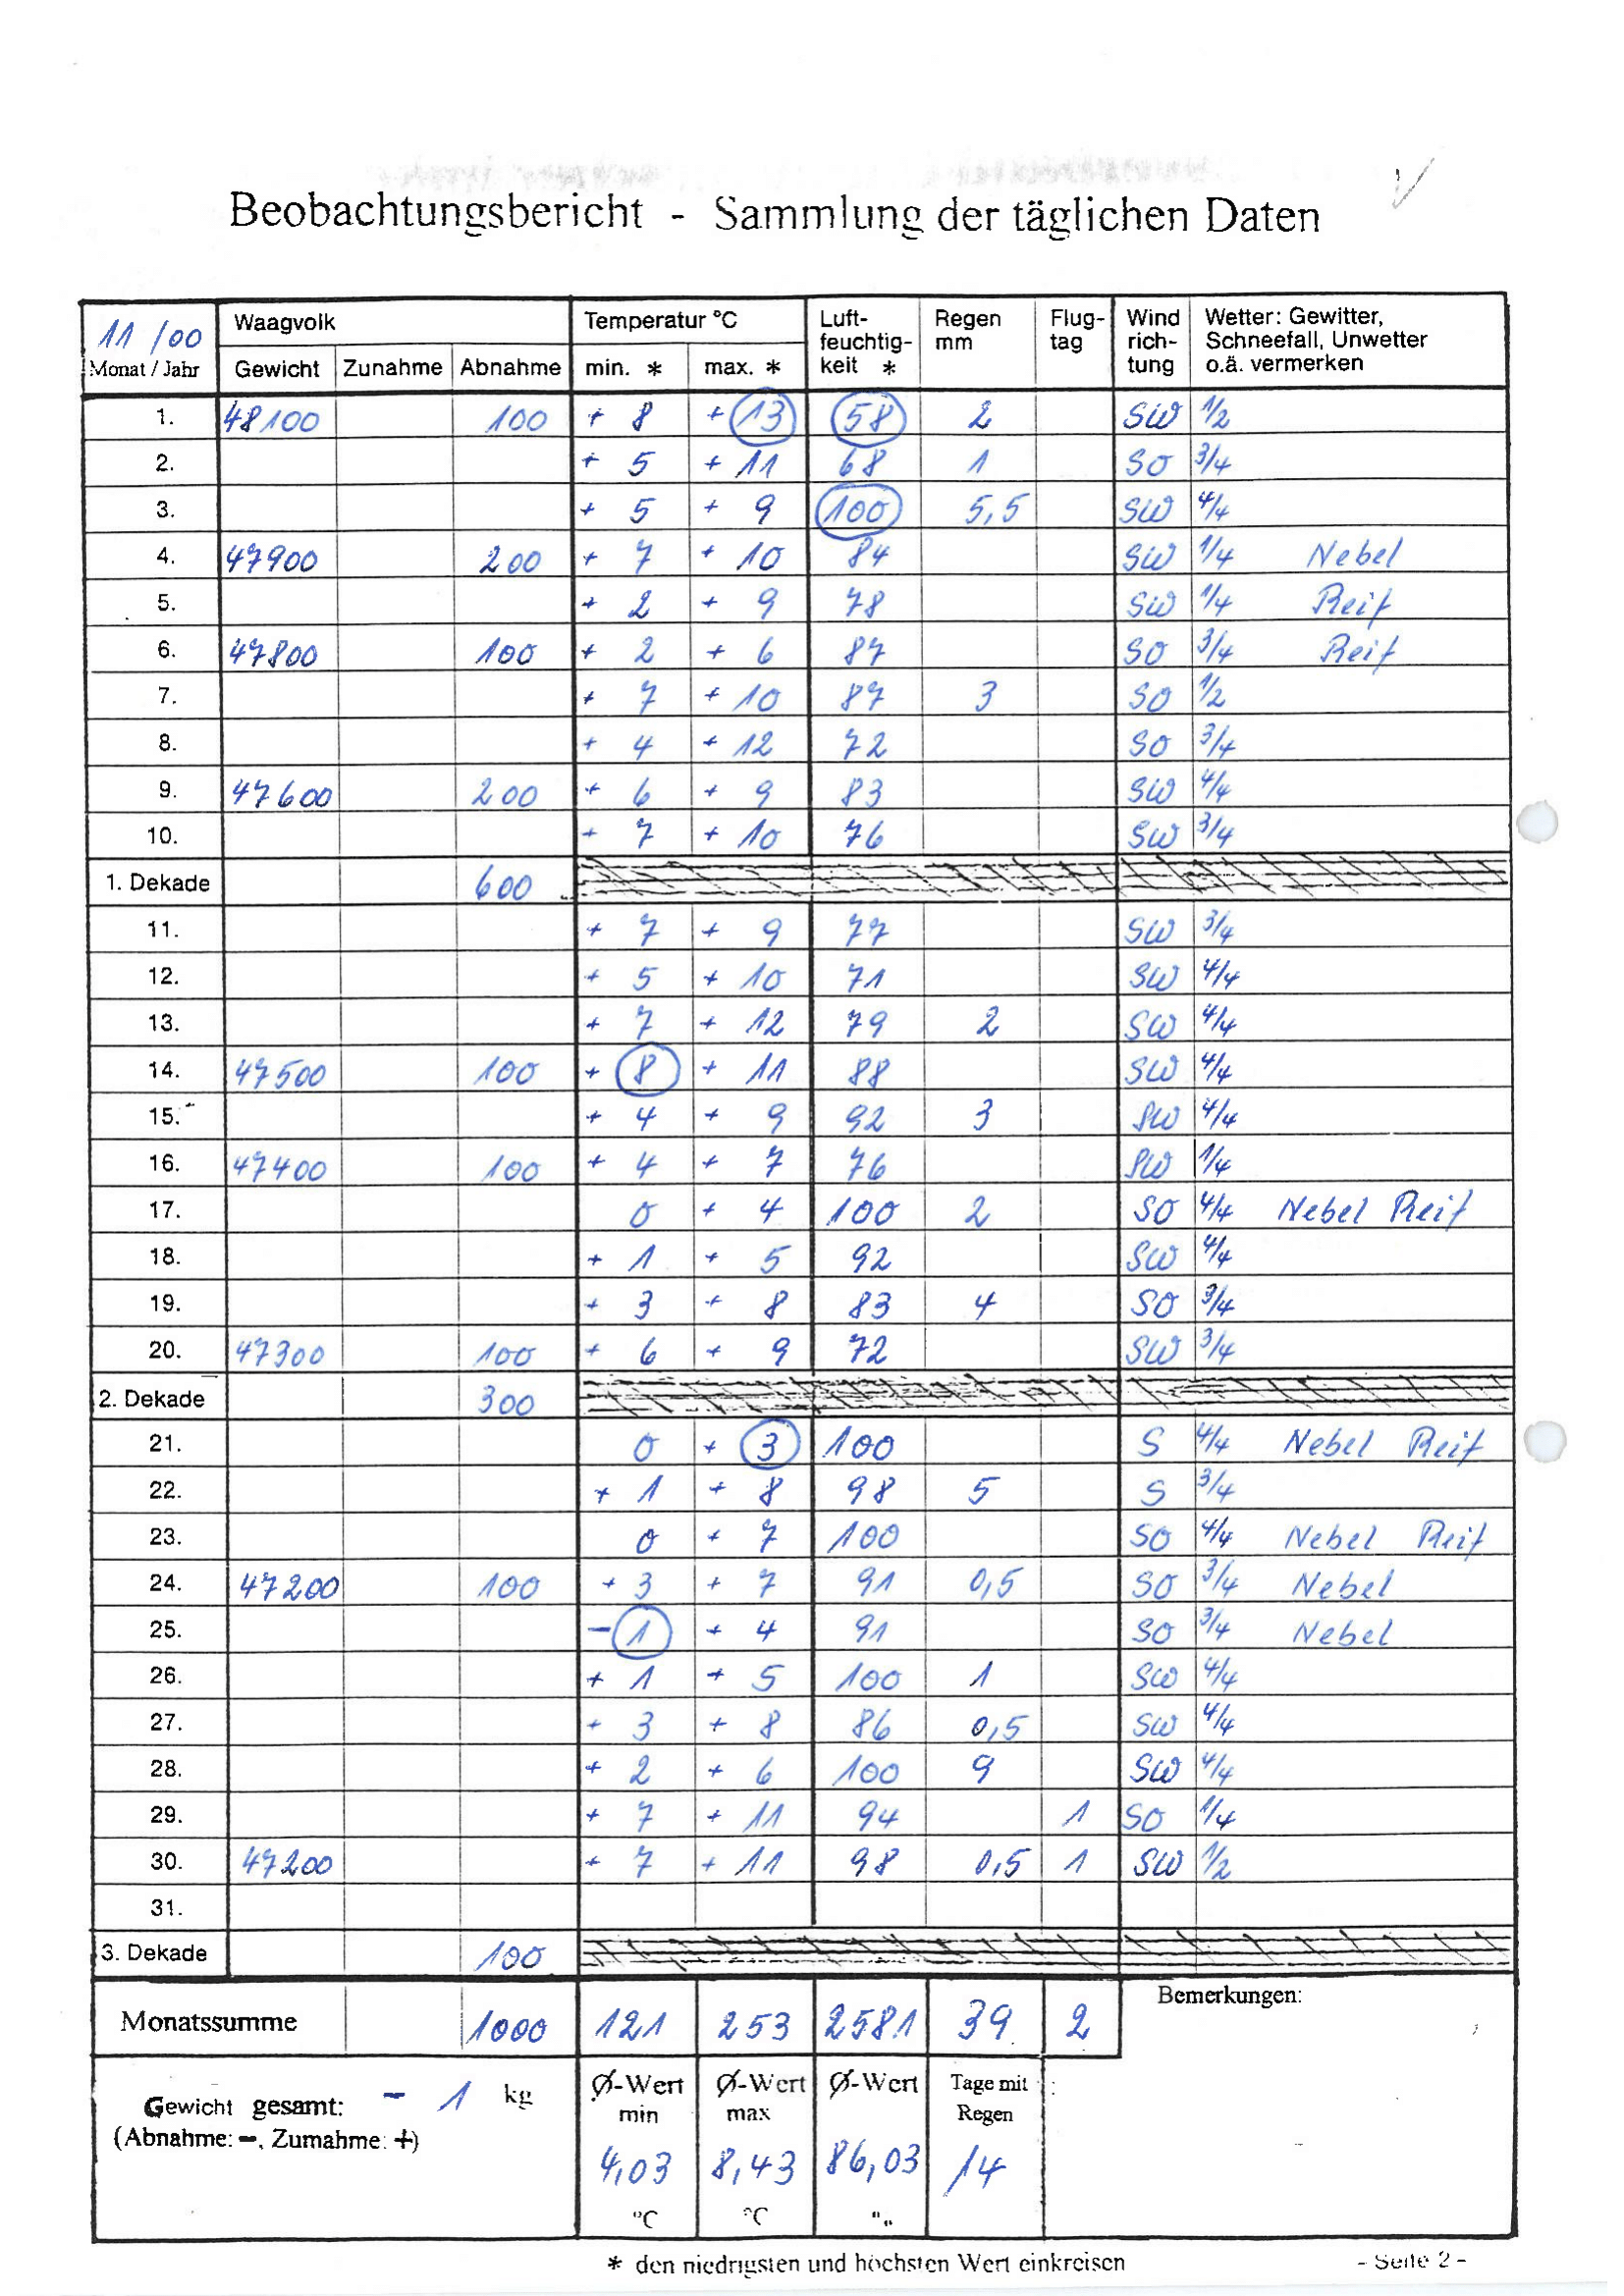 Beobachtungsbericht - Sammlung der täglichen Daten
11/00 Waagvolk Temperatur °C Luft- Regen Flug- Wind Wetter: Gewitter,
feuchtig- mm tag rich- Schneefall, Unwetter
Monat / Jahr Gewicht Zunahme Abnahme min. * max. * keit * tung o.ä. vermerken
1. 48100 100 + 8 + 13 58 2 SW 1/2
2. + 5 + 11 68 1 SO 3/4
3. + 5 + 9 100 5,5 SW 4/4
4. 47900 200 + 7 + 10 84 SW 1/4 Nebel
5. + 2 + 9 78 SW 1/4 Reif
6. 47800 100 + 2 + 6 87 SO 3/4 Reif
7. + 7 + 10 87 3 SO 1/2
8. + 4 + 12 72 SO 3/4
9. 47600 200 + 6 + 9 83 SW 4/4
10. + 7 + 10 76 SW 3/4
1. Dekade 600
11. + 7 + 9 77 SW 3/4
12. + 5 + 10 71 SW 4/4
13. + 7 + 12 79 2 SW 4/4
14. 47500 100 + 8 + 11 88 SW 4/4
15. + 4 + 9 92 3 SW 4/4
16. 47400 100 + 4 + 7 76 SW 1/4
17. 0 + 4 100 2 SO 4/4 Nebel Reif
18. + 1 + 5 92 SW 4/4
19. + 3 + 8 83 4 SO 3/4
20. 47300 100 + 6 + 9 72 SW 3/4
2. Dekade 300
21. 0 + 3 100 S 4/4 Nebel Reif
22. + 1 + 8 98 5 S 3/4
23. 0 + 7 100 SO 4/4 Nebel Reif
24. 47200 100 + 3 + 7 91 0,5 SO 3/4 Nebel
25. - 1 + 4 91 SO 3/4 Nebel
26. + 1 + 5 100 1 SW 4/4
27. + 3 + 8 86 0,5 SW 4/4
28. + 2 + 6 100 9 SW 4/4
29. + 7 + 11 94 1 SO 1/4
30. 47200 + 7 + 11 98 0,5 1 SW 1/2
31.
3. Dekade 100
Bemerkungen:
Monatssumme 1000 121 253 2581 39 2
Gewicht gesamt: - 1 kg Ø-Wert Ø-Wert Ø-Wert Tage mit
(Abnahme: -, Zumahme: +) min max Regen
4,03 8,43 86,03 14
°C °C
* den niedrigsten und höchsten Wert einkreisen - Seite 2 -